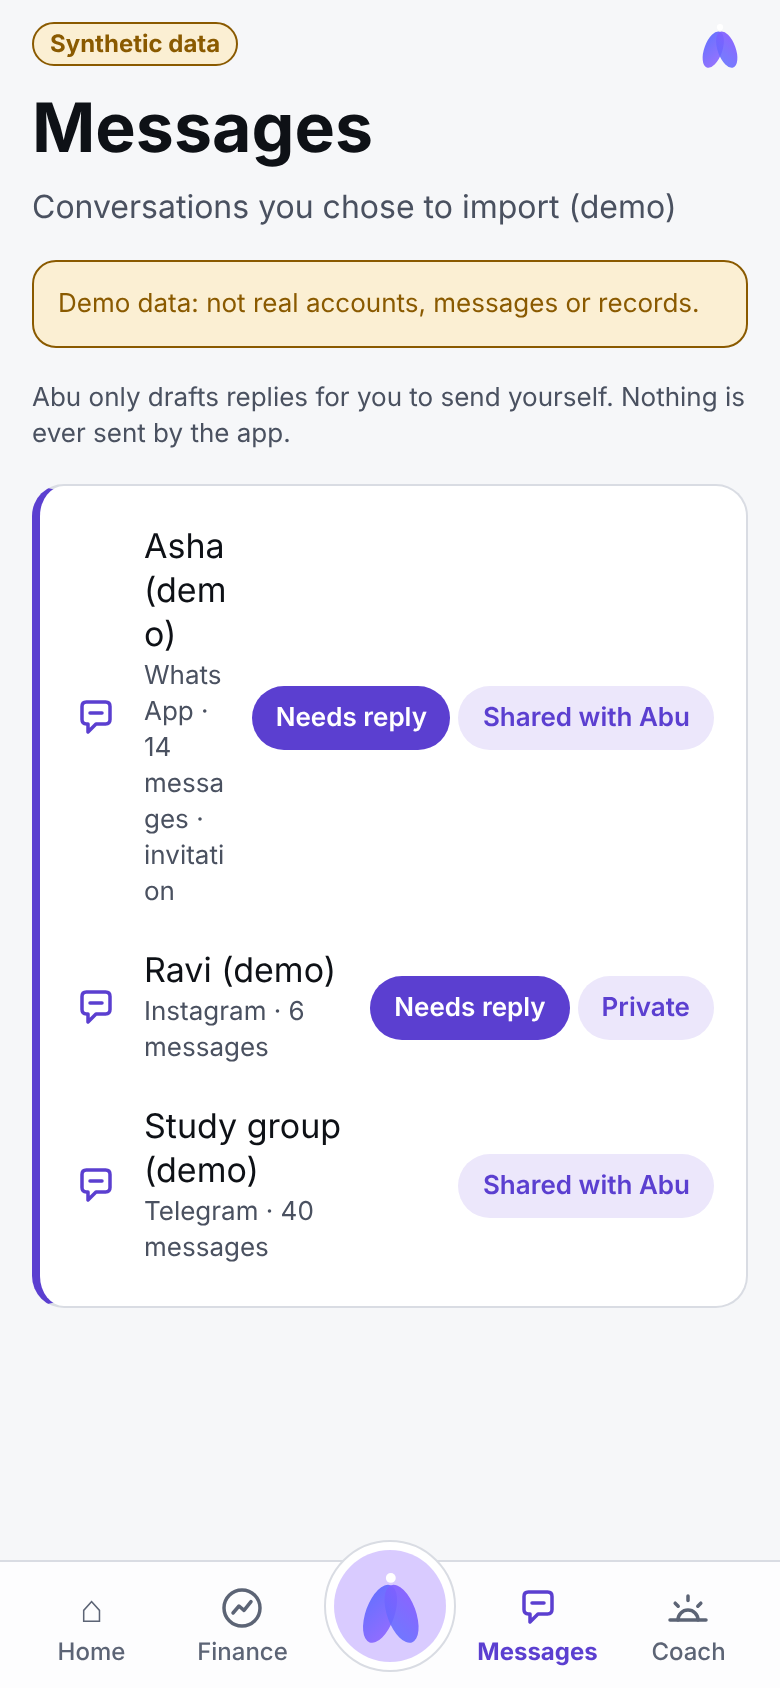 Synthetic data
Messages
Conversations you chose to import (demo)
Demo data: not real accounts, messages or records.
Abu only drafts replies for you to send yourself. Nothing is
ever sent by the app.
Asha
(dem
o)
Whats
App ·
14
messa
ges ·
invitati
on
Needs reply
Shared with Abu
Ravi (demo)
Instagram · 6
messages
Needs reply
Private
Study group
(demo)
Telegram · 40
messages
Shared with Abu
Home
Finance
Messages
Coach